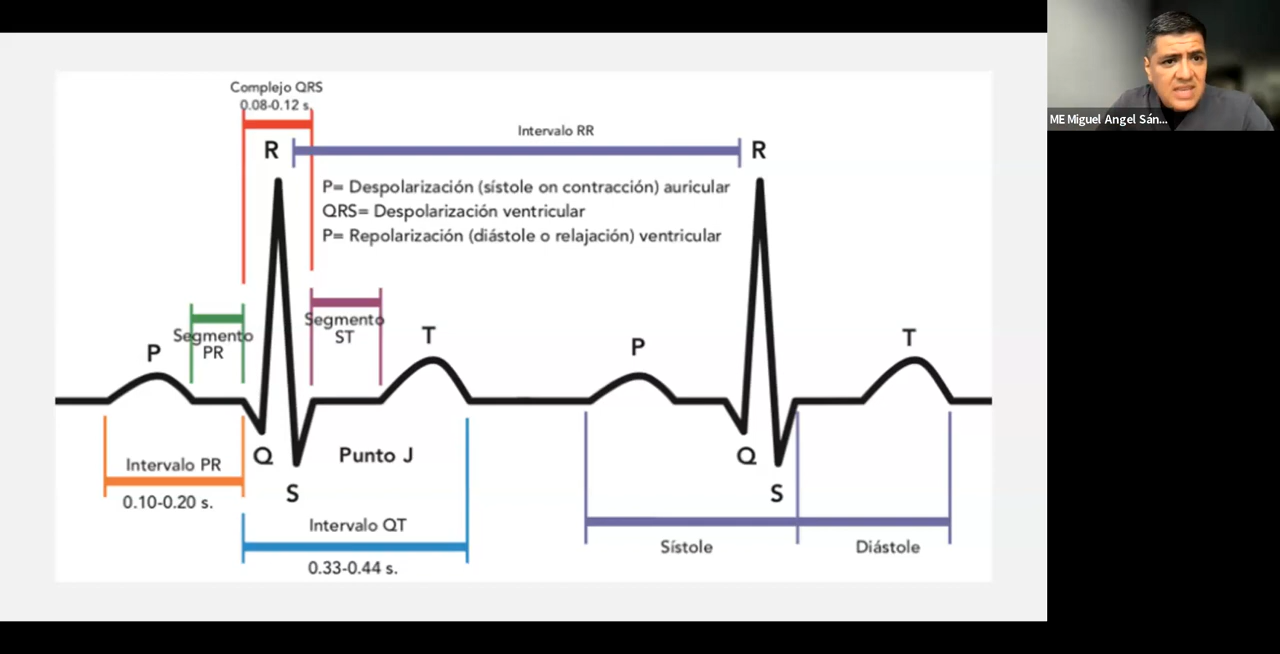 Complejo QRS
0.08-0.12 s.
ME Miguel Angel Sán...
Intervalo RR
R
R
P= Despolarización (sístole on contracción) auricular
QRS= Despolarización ventricular
P= Repolarización (diástole o relajación) ventricular
Segmento
PR
Segmento
ST
P
T
P
T
Q
Punto J
Q
S
S
Intervalo PR
0.10-0.20 s.
Intervalo QT
0.33-0.44 s.
Sístole
Diástole